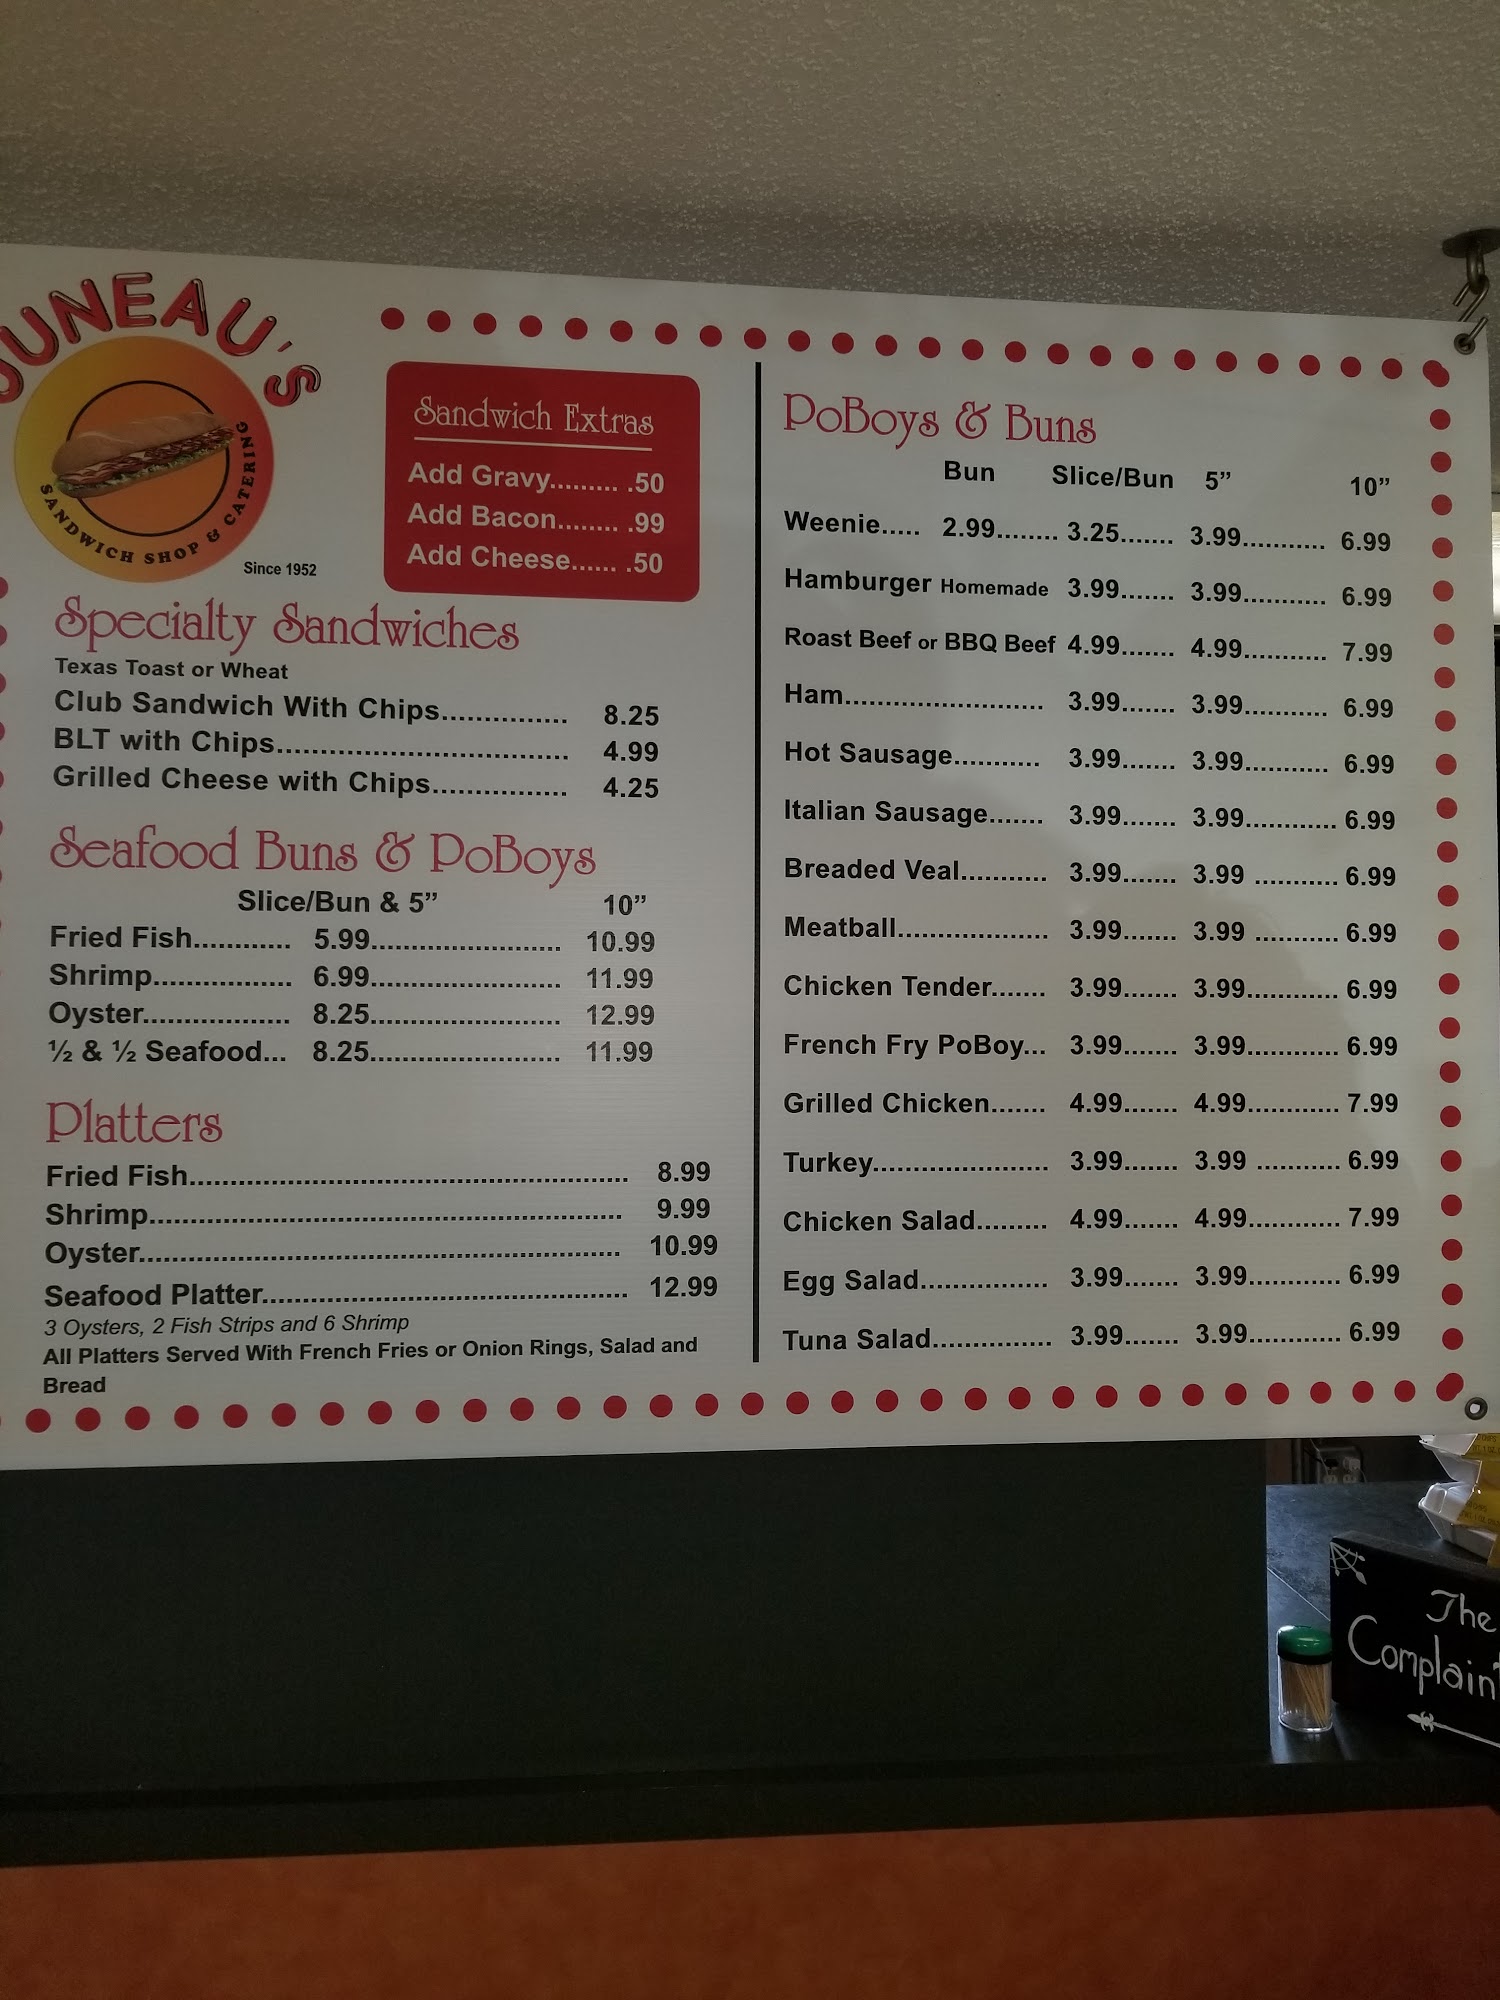 JUNEAU'S
SANDWICH SHOP & CATERING
Since 1952
Sandwich Extras
Add Gravy......... .50
Add Bacon........ .99
Add Cheese...... .50
Specialty Sandwiches
Texas Toast or Wheat
Club Sandwich With Chips............... 8.25
BLT with Chips.................................. 4.99
Grilled Cheese with Chips................ 4.25
Seafood Buns & PoBoys
Slice/Bun & 5” 10”
Fried Fish............ 5.99....................... 10.99
Shrimp................. 6.99....................... 11.99
Oyster.................. 8.25....................... 12.99
½ & ½ Seafood... 8.25....................... 11.99
Platters
Fried Fish..................................................... 8.99
Shrimp......................................................... 9.99
Oyster.......................................................... 10.99
Seafood Platter............................................ 12.99
3 Oysters, 2 Fish Strips and 6 Shrimp
All Platters Served With French Fries or Onion Rings, Salad and
Bread
PoBoys & Buns
Bun Slice/Bun 5” 10”
Weenie..... 2.99........ 3.25....... 3.99............ 6.99
Hamburger Homemade 3.99....... 3.99............ 6.99
Roast Beef or BBQ Beef 4.99....... 4.99............ 7.99
Ham........................ 3.99....... 3.99............ 6.99
Hot Sausage........... 3.99....... 3.99............ 6.99
Italian Sausage....... 3.99....... 3.99............ 6.99
Breaded Veal........... 3.99....... 3.99 ........... 6.99
Meatball................... 3.99....... 3.99 ........... 6.99
Chicken Tender....... 3.99....... 3.99............ 6.99
French Fry PoBoy... 3.99....... 3.99............ 6.99
Grilled Chicken....... 4.99....... 4.99............ 7.99
Turkey...................... 3.99....... 3.99 ........... 6.99
Chicken Salad......... 4.99....... 4.99............ 7.99
Egg Salad................ 3.99....... 3.99............ 6.99
Tuna Salad............... 3.99....... 3.99............ 6.99
The
Complaint